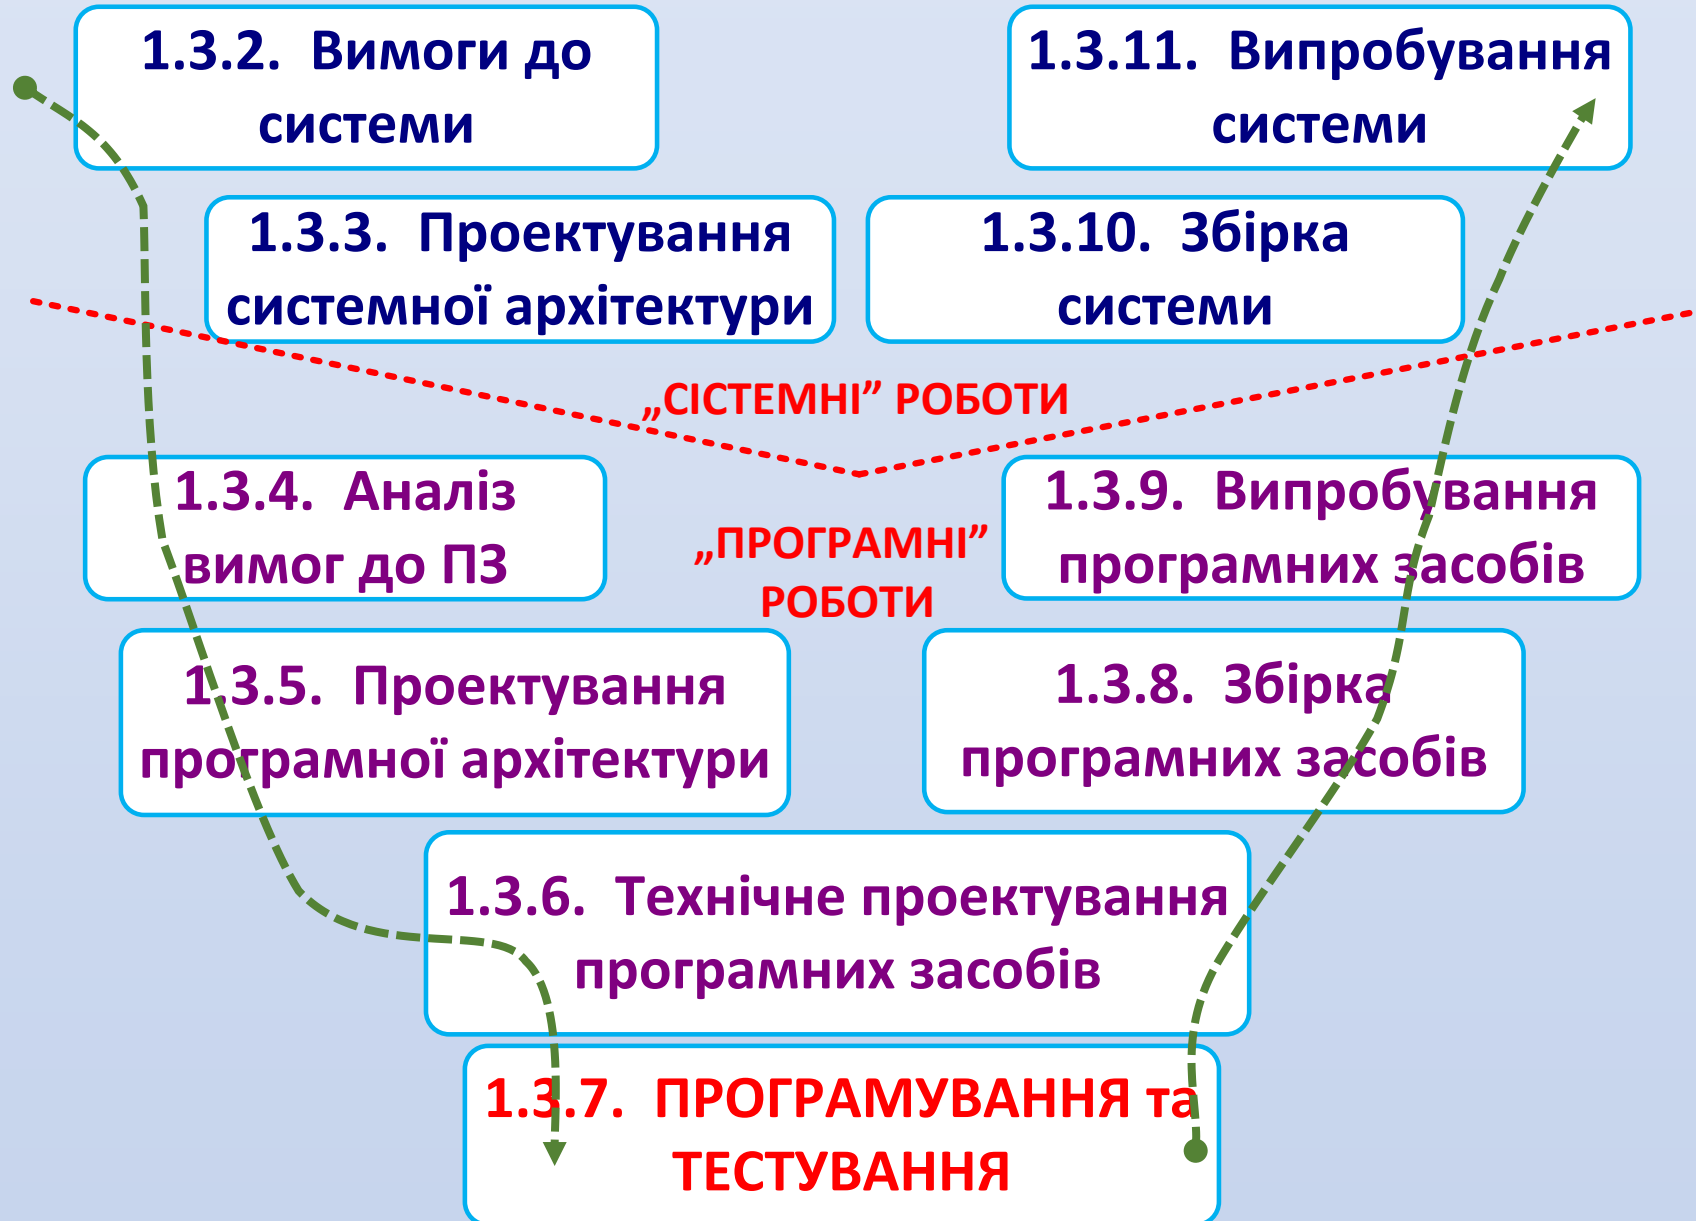 1.3.2. Вимоги до
системи
1.3.11. Випробування
системи
1.3.3. Проектування
системної архітектури
1.3.10. Збірка
системи
„СІСТЕМНІ” РОБОТИ
1.3.4. Аналіз
вимог до ПЗ
„ПРОГРАМНІ”
РОБОТИ
1.3.9. Випробування
програмних засобів
1.3.5. Проектування
програмної архітектури
1.3.8. Збірка
програмних засобів
1.3.6. Технічне проектування
програмних засобів
1.3.7. ПРОГРАМУВАННЯ та
ТЕСТУВАННЯ